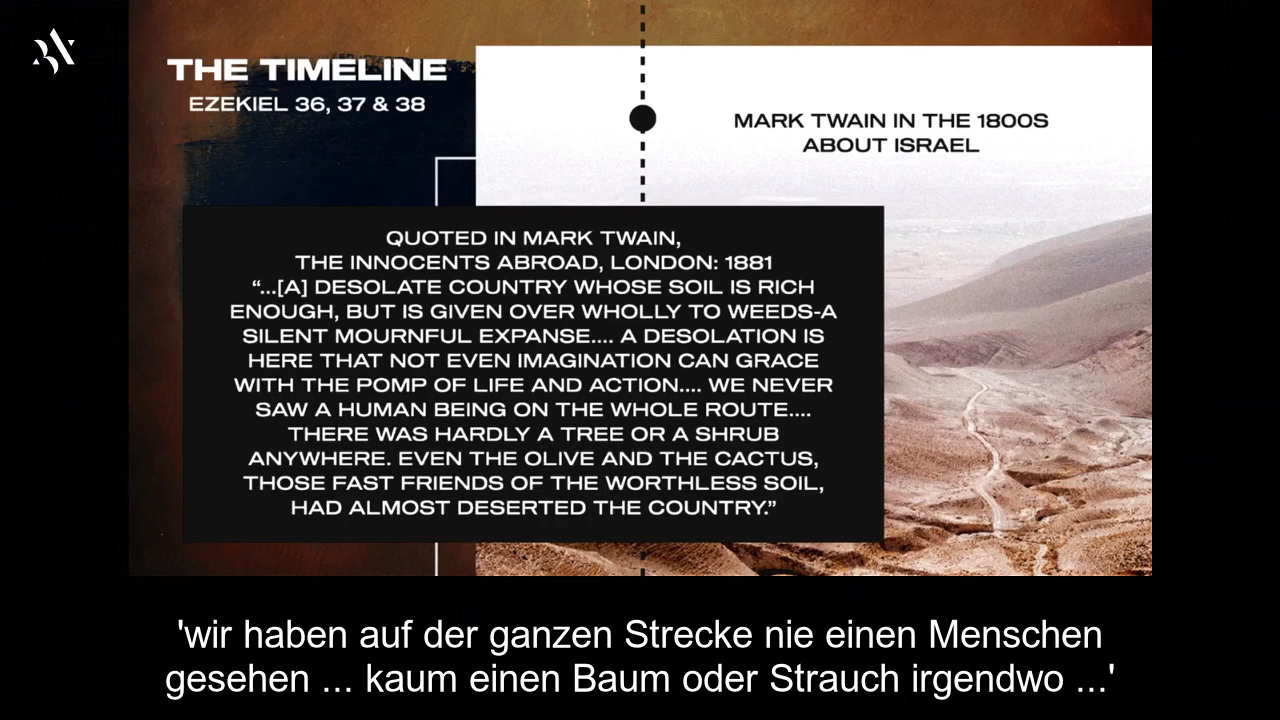 THE TIMELINE
EZEKIEL 36, 37 & 38
MARK TWAIN IN THE 1800S
ABOUT ISRAEL
QUOTED IN MARK TWAIN,
THE INNOCENTS ABROAD, LONDON: 1881
“...[A] DESOLATE COUNTRY WHOSE SOIL IS RICH
ENOUGH, BUT IS GIVEN OVER WHOLLY TO WEEDS-A
SILENT MOURNFUL EXPANSE.... A DESOLATION IS
HERE THAT NOT EVEN IMAGINATION CAN GRACE
WITH THE POMP OF LIFE AND ACTION.... WE NEVER
SAW A HUMAN BEING ON THE WHOLE ROUTE....
THERE WAS HARDLY A TREE OR A SHRUB
ANYWHERE. EVEN THE OLIVE AND THE CACTUS,
THOSE FAST FRIENDS OF THE WORTHLESS SOIL,
HAD ALMOST DESERTED THE COUNTRY.”
'wir haben auf der ganzen Strecke nie einen Menschen
gesehen ... kaum einen Baum oder Strauch irgendwo ...'